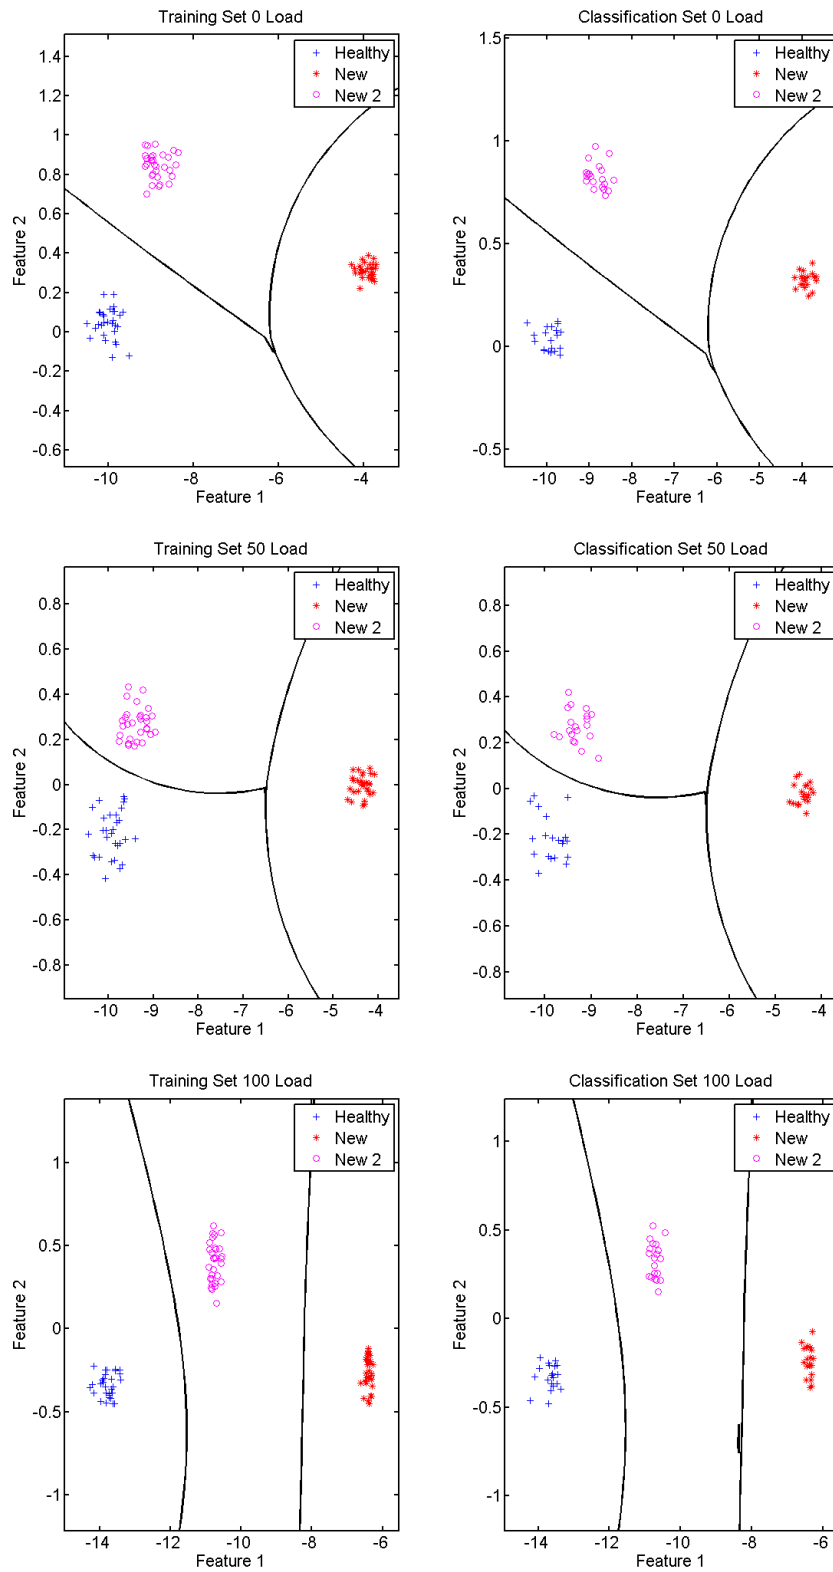 Training Set 0 Load
Healthy
New
New 2
1.4
1.2
1
0.8
0.6
0.4
0.2
0
-0.2
-0.4
-0.6
Feature 2
-10
-9
-8
-7
-6
-5
-4
Feature 1
Classification Set 0 Load
Healthy
New
New 2
1.5
1
0.5
0
-0.5
Feature 2
-10
-9
-8
-7
-6
-5
-4
Feature 1
Training Set 50 Load
Healthy
New
New 2
0.8
0.6
0.4
0.2
0
-0.2
-0.4
-0.6
-0.8
Feature 2
-10
-9
-8
-7
-6
-5
-4
Feature 1
Classification Set 50 Load
Healthy
New
New 2
0.8
0.6
0.4
0.2
0
-0.2
-0.4
-0.6
-0.8
Feature 2
-10
-9
-8
-7
-6
-5
-4
Feature 1
Training Set 100 Load
Healthy
New
New 2
1
0.5
0
-0.5
-1
Feature 2
-14
-12
-10
-8
-6
Feature 1
Classification Set 100 Load
Healthy
New
New 2
1
0.5
0
-0.5
-1
Feature 2
-14
-12
-10
-8
-6
Feature 1